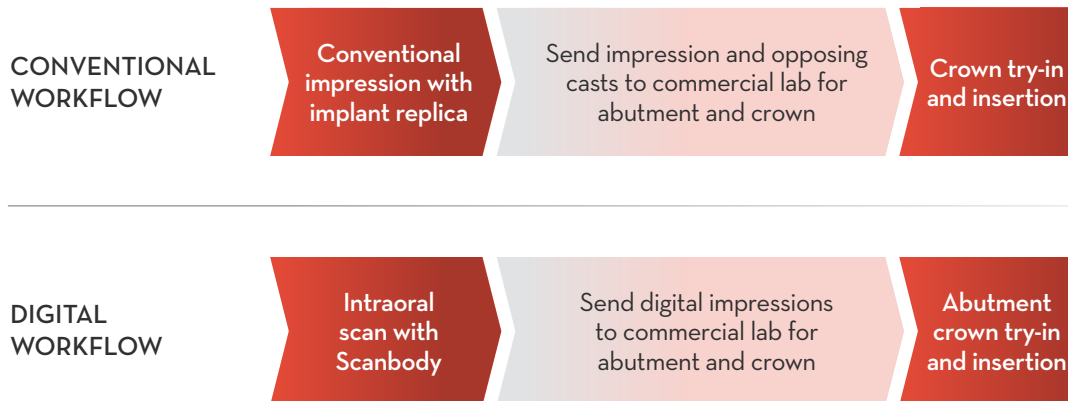 CONVENTIONAL
WORKFLOW
Conventional
impression with
implant replica
Send impression and opposing
casts to commercial lab for
abutment and crown
Crown try-in
and insertion
DIGITAL
WORKFLOW
Intraoral
scan with
Scanbody
Send digital impressions
to commercial lab for
abutment and crown
Abutment
crown try-in
and insertion